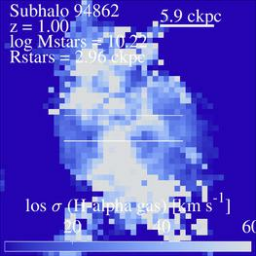 Subhalo 94862
5.9 ckpc
z = 1.00
log Mstars = 10.22
Rstars = 2.96 ckpc
los σ (H-alpha gas) [km s⁻¹]
20 40 60